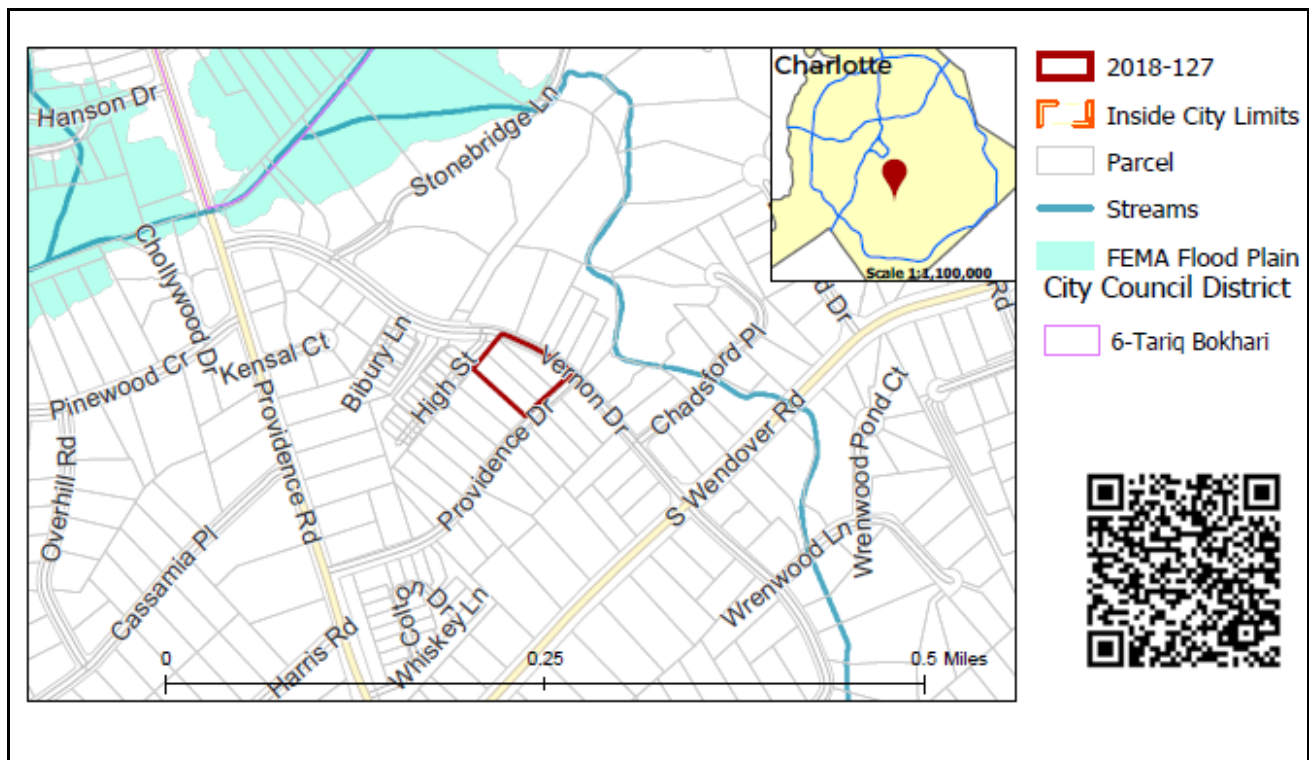 Hanson Dr
Stonebridge Ln
Chollywood Dr
Pinewood Cr
Kensal Ct
Bilbury Ln
High St
Vernon Dr
Providence Dr
Providence Rd
Chadsford Pl
S Wendover Rd
Wrenwood Pond Ct
Wrenwood Ln
Overhill Rd
Cassamia Pl
Harris Rd
Whiskey Ln
Dr
d Dr
Rd
0
0.25
0.5 Miles
Charlotte
Scale 1:1,100,000
2018-127
Inside City Limits
Parcel
Streams
FEMA Flood Plain
City Council District
6-Tariq Bokhari